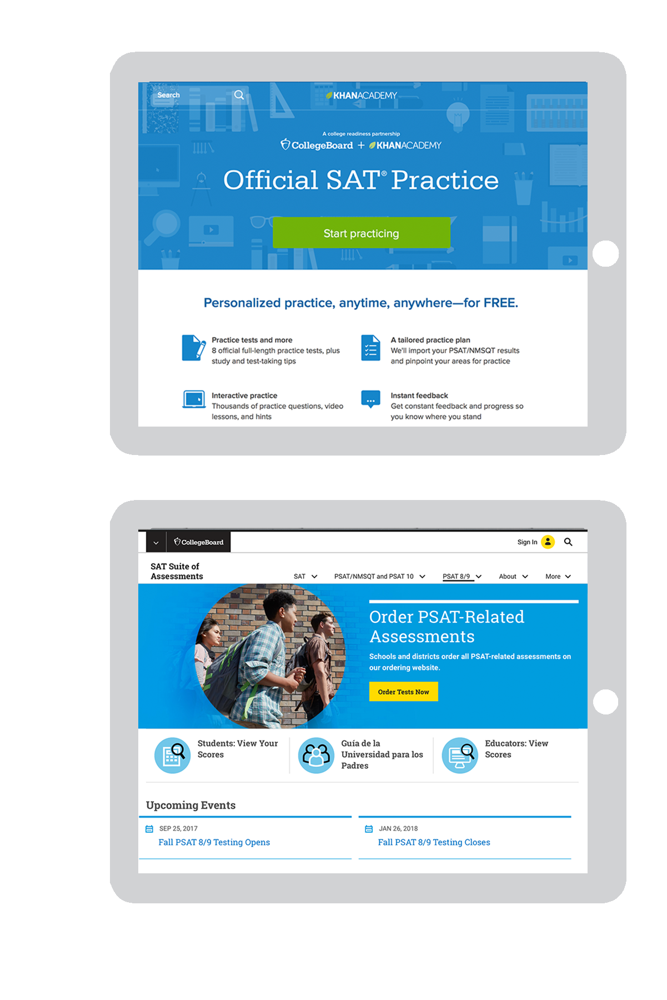 Search
KHANACADEMY
A college readiness partnership
CollegeBoard + KHANACADEMY
Official SAT® Practice
Start practicing
Personalized practice, anytime, anywhere—for FREE.
Practice tests and more
8 official full-length practice tests, plus
study and test-taking tips
A tailored practice plan
We'll import your PSAT/NMSQT results
and pinpoint your areas for practice
Interactive practice
Thousands of practice questions, video
lessons, and hints
Instant feedback
Get constant feedback and progress so
you know where you stand
CollegeBoard
Sign In
SAT Suite of
Assessments
SAT
PSAT/NMSQT and PSAT 10
PSAT 8/9
About
More
Order PSAT-Related
Assessments
Schools and districts order all PSAT-related assessments on
our ordering website.
Order Tests Now
Students: View Your
Scores
Guía de la
Universidad para los
Padres
Educators: View
Scores
Upcoming Events
SEP 25, 2017
Fall PSAT 8/9 Testing Opens
JAN 26, 2018
Fall PSAT 8/9 Testing Closes